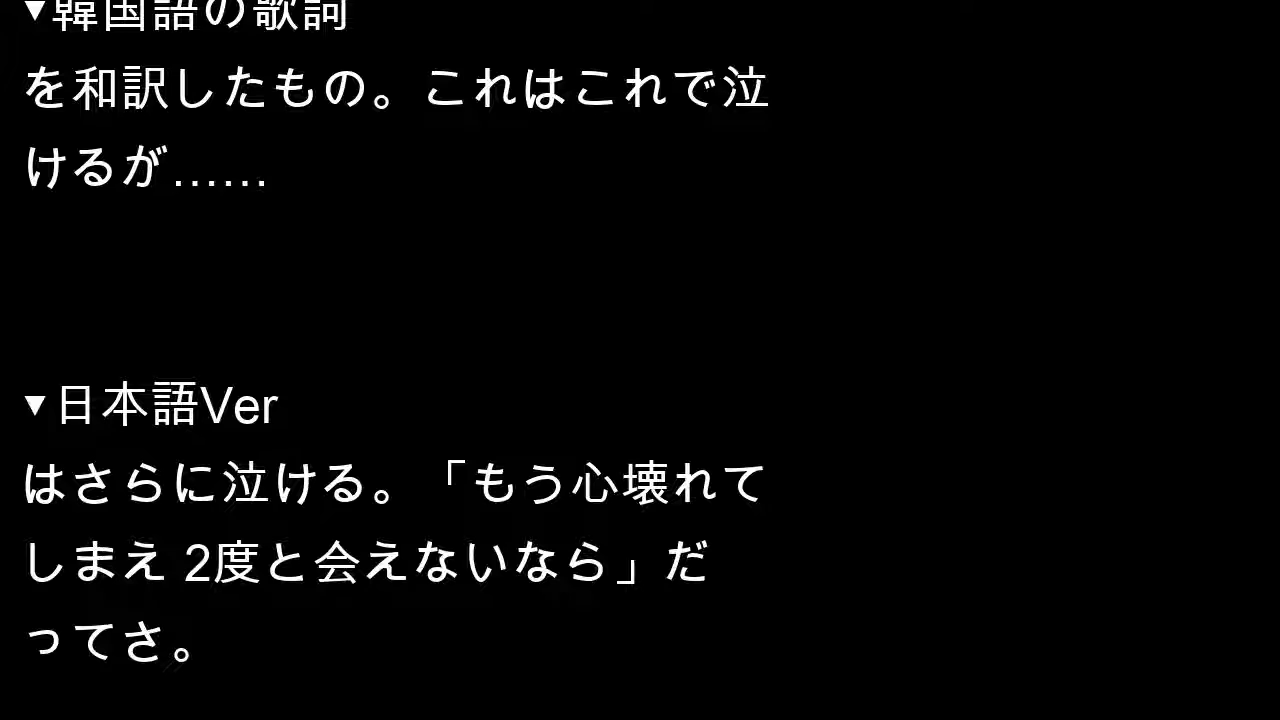 ▼韓国語の歌詞
を和訳したもの。これはこれで泣
けるが……
▼日本語Ver
はさらに泣ける。「もう心壊れて
しまえ 2度と会えないなら」だ
ってさ。